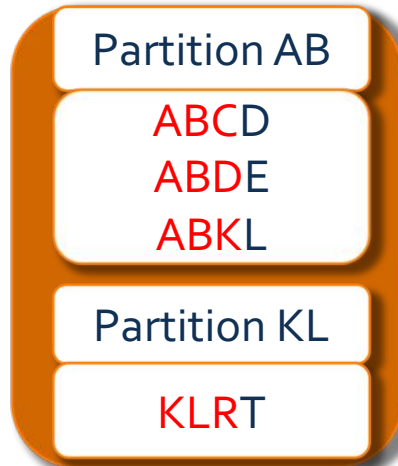 Partition AB
ABCD
ABDE
ABKL
Partition KL
KLRT